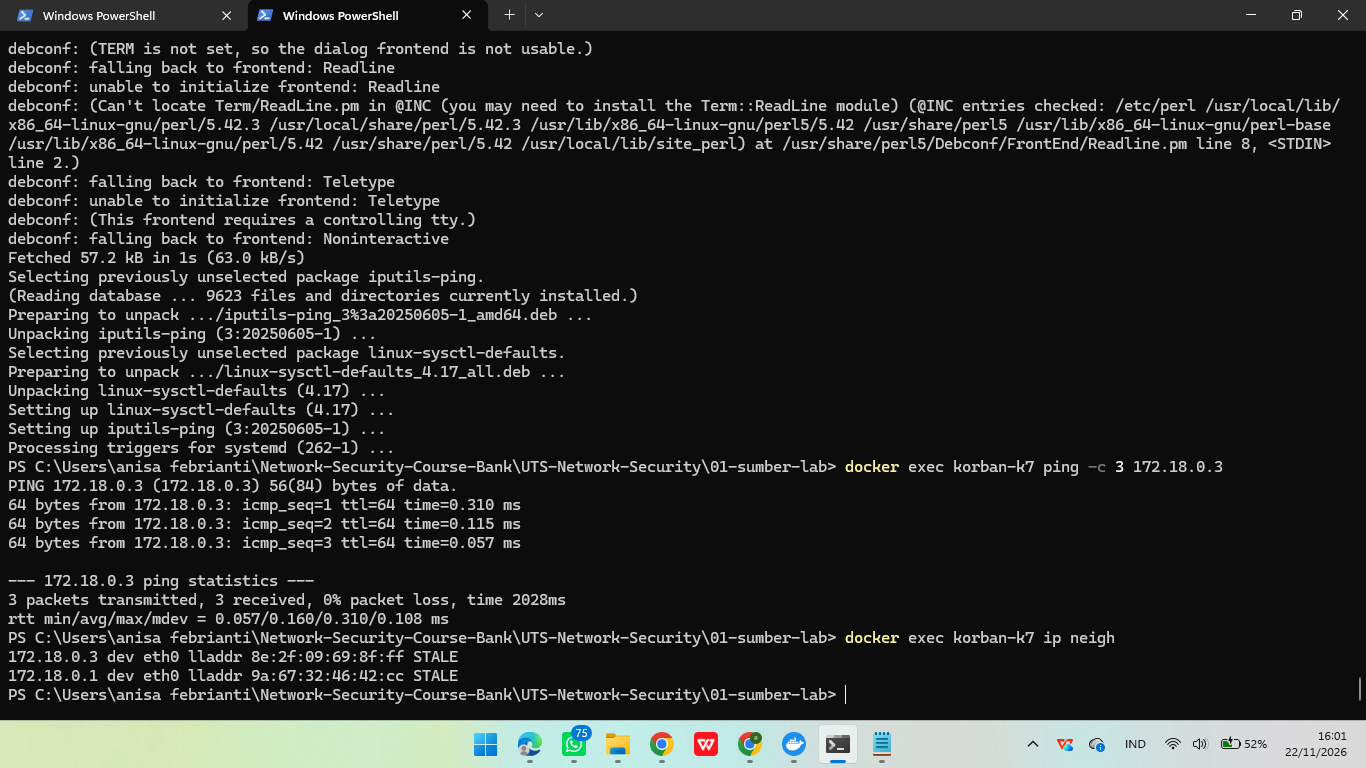 Windows PowerShell
Windows PowerShell
debconf: (TERM is not set, so the dialog frontend is not usable.)
debconf: falling back to frontend: Readline
debconf: unable to initialize frontend: Readline
debconf: (Can't locate Term/ReadLine.pm in @INC (you may need to install the Term::ReadLine module) (@INC entries checked: /etc/perl /usr/local/lib/
x86_64-linux-gnu/perl/5.42.3 /usr/local/share/perl/5.42.3 /usr/lib/x86_64-linux-gnu/perl5/5.42 /usr/share/perl5 /usr/lib/x86_64-linux-gnu/perl-base
/usr/lib/x86_64-linux-gnu/perl/5.42 /usr/share/perl/5.42 /usr/local/lib/site_perl) at /usr/share/perl5/Debconf/FrontEnd/Readline.pm line 8, <STDIN>
line 2.)
debconf: falling back to frontend: Teletype
debconf: unable to initialize frontend: Teletype
debconf: (This frontend requires a controlling tty.)
debconf: falling back to frontend: Noninteractive
Fetched 57.2 kB in 1s (63.0 kB/s)
Selecting previously unselected package iputils-ping.
(Reading database ... 9623 files and directories currently installed.)
Preparing to unpack .../iputils-ping_3%3a20250605-1_amd64.deb ...
Unpacking iputils-ping (3:20250605-1) ...
Selecting previously unselected package linux-sysctl-defaults.
Preparing to unpack .../linux-sysctl-defaults_4.17_all.deb ...
Unpacking linux-sysctl-defaults (4.17) ...
Setting up linux-sysctl-defaults (4.17) ...
Setting up iputils-ping (3:20250605-1) ...
Processing triggers for systemd (262-1) ...
PS C:\Users\anisa febrianti\Network-Security-Course-Bank\UTS-Network-Security\01-sumber-lab> docker exec korban-k7 ping -c 3 172.18.0.3
PING 172.18.0.3 (172.18.0.3) 56(84) bytes of data.
64 bytes from 172.18.0.3: icmp_seq=1 ttl=64 time=0.310 ms
64 bytes from 172.18.0.3: icmp_seq=2 ttl=64 time=0.115 ms
64 bytes from 172.18.0.3: icmp_seq=3 ttl=64 time=0.057 ms
--- 172.18.0.3 ping statistics ---
3 packets transmitted, 3 received, 0% packet loss, time 2028ms
rtt min/avg/max/mdev = 0.057/0.160/0.310/0.108 ms
PS C:\Users\anisa febrianti\Network-Security-Course-Bank\UTS-Network-Security\01-sumber-lab> docker exec korban-k7 ip neigh
172.18.0.3 dev eth0 lladdr 8e:2f:09:69:8f:ff STALE
172.18.0.1 dev eth0 lladdr 9a:67:32:46:42:cc STALE
PS C:\Users\anisa febrianti\Network-Security-Course-Bank\UTS-Network-Security\01-sumber-lab>
75
IND
52%
16:01
22/11/2026